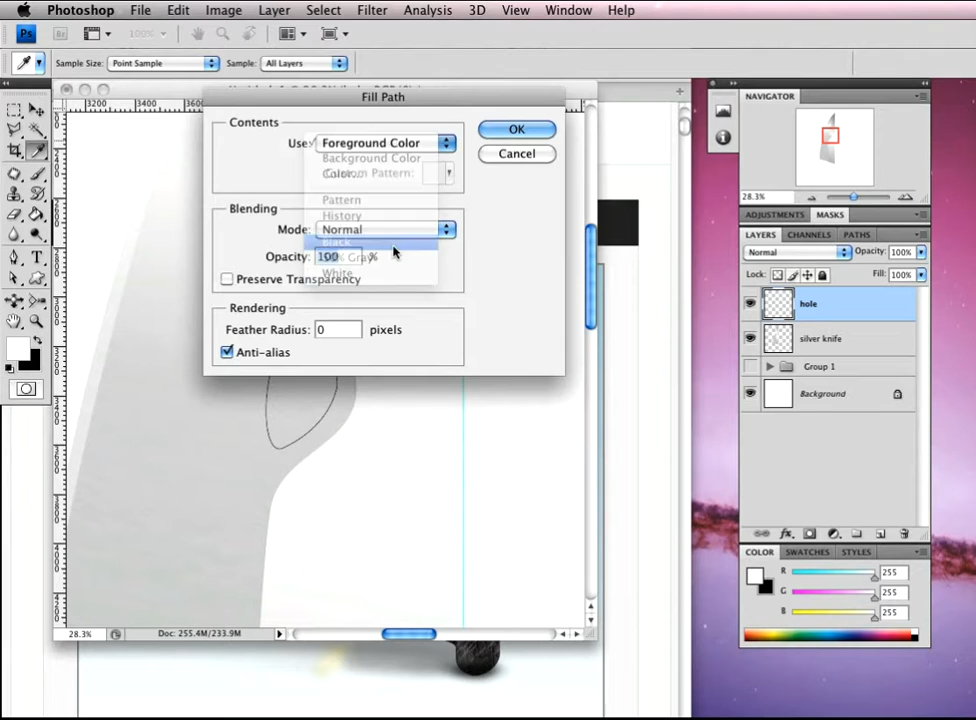 Photoshop File Edit Image Layer Select Filter Analysis 3D View Window Help
Ps Br 100%
Sample Size: Point Sample Sample: All Layers
3200 3400
Fill Path
Contents
Use: Foreground Color
Background Color
Color...
Custom Pattern:
Pattern
History
Blending
Mode: Normal
Black
Opacity: 100 %
50% Gray
White
Preserve Transparency
Rendering
Feather Radius: 0 pixels
Anti-alias
OK
Cancel
28.3% Doc: 255.4M/233.9M
NAVIGATOR
28.3%
ADJUSTMENTS MASKS
LAYERS CHANNELS PATHS
Normal Opacity: 100%
Lock: Fill: 100%
hole
silver knife
Group 1
Background
fx
COLOR SWATCHES STYLES
R 255
G 255
B 255